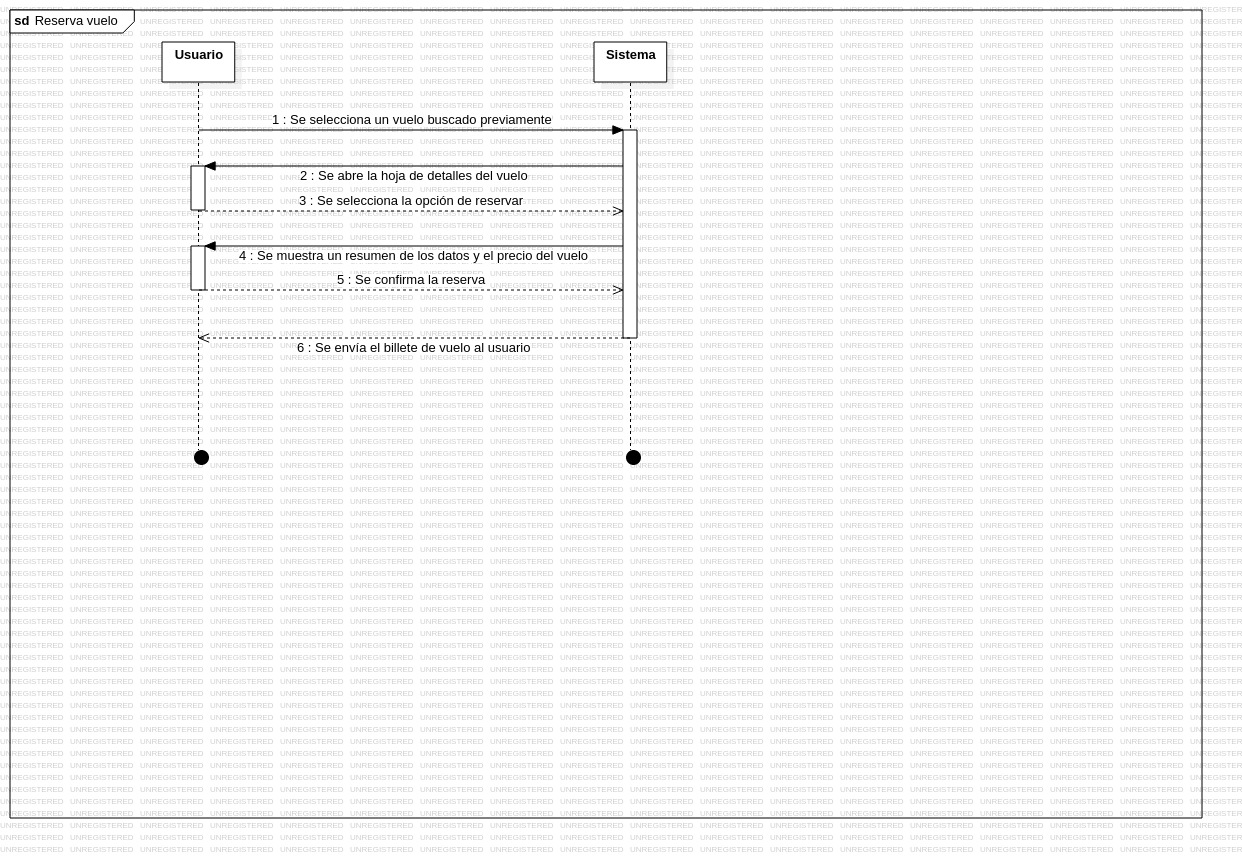 sd Reserva vuelo
Usuario
Sistema
1 : Se selecciona un vuelo buscado previamente
2 : Se abre la hoja de detalles del vuelo
3 : Se selecciona la opción de reservar
4 : Se muestra un resumen de los datos y el precio del vuelo
5 : Se confirma la reserva
6 : Se envía el billete de vuelo al usuario
UNREGISTERED